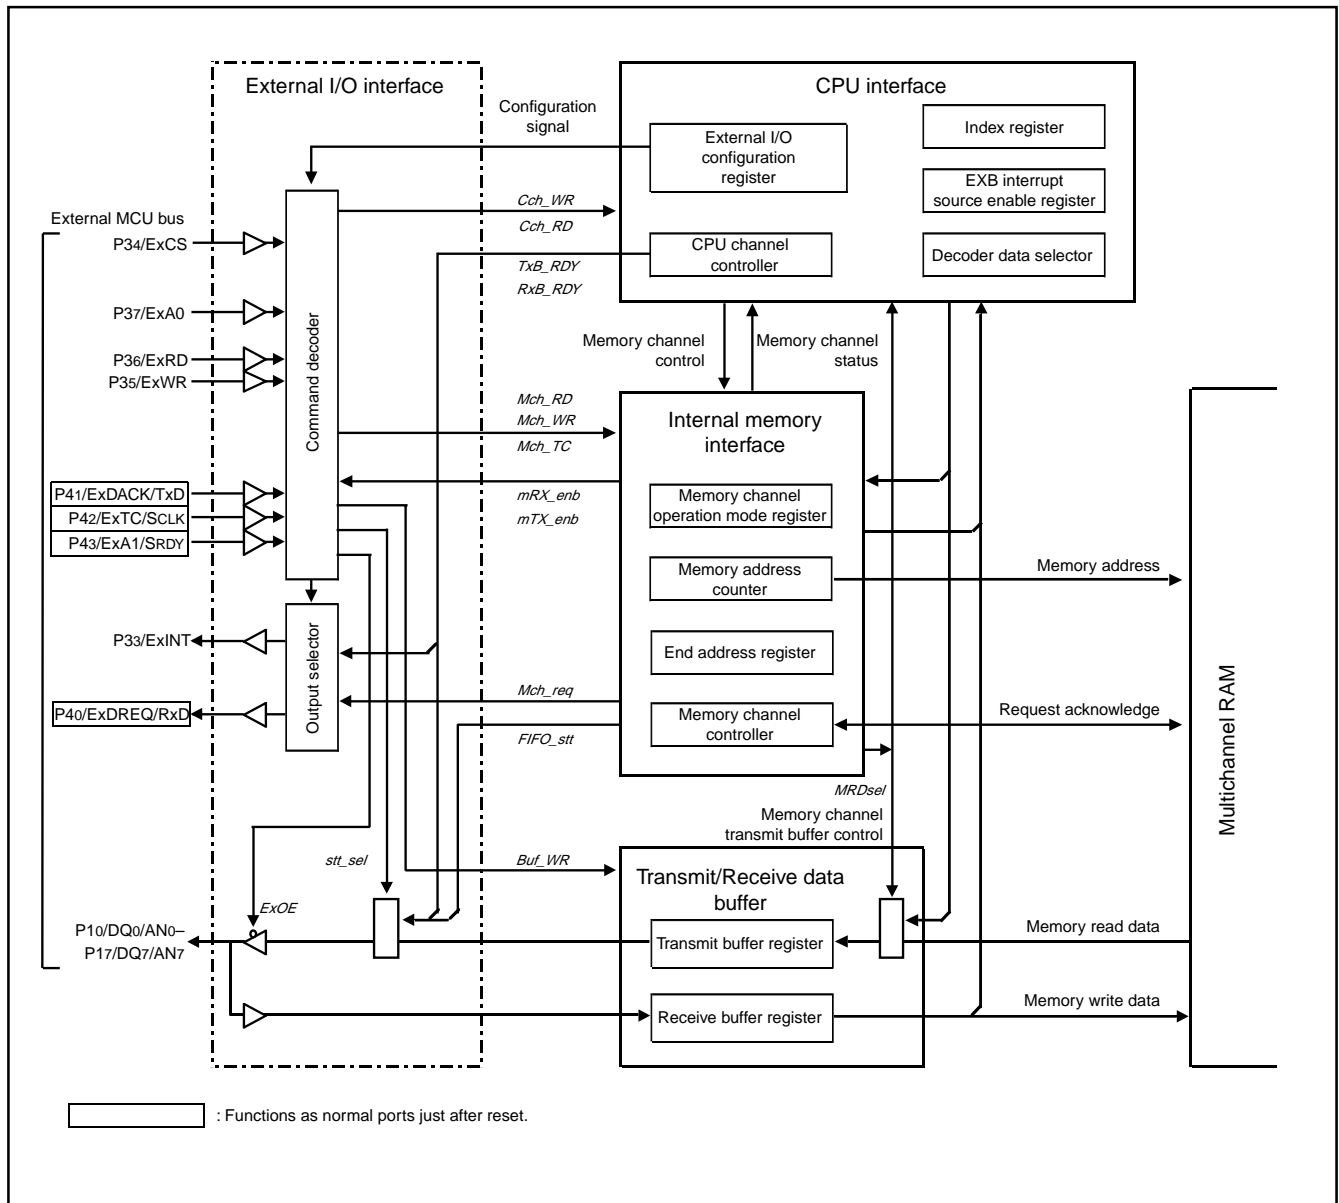 External I/O interface
CPU interface
Configuration
signal
External I/O
configuration
register
Index register
EXB interrupt
source enable register
Cch_WR
Cch_RD
External MCU bus
P34/ExCS
CPU channel
controller
Decoder data selector
TxB_RDY
RxB_RDY
P37/ExA0
Memory channel
control
Memory channel
status
P36/ExRD
P35/ExWR
Command decoder
Mch_RD
Mch_WR
Mch_TC
Internal memory
interface
P41/ExDACK/TxD
P42/ExTC/SCLK
P43/ExA1/SRDY
mRX_enb
mTX_enb
Memory channel
operation mode register
Memory address
counter
Memory address
P33/ExINT
Output selector
End address register
Mch_req
P40/ExDREQ/RxD
Memory channel
controller
Request acknowledge
FIFO_stt
Multichannel RAM
MRDsel
Memory channel
transmit buffer control
stt_sel
Buf_WR
Transmit/Receive data
buffer
ExOE
P10/DQ0/AN0–
P17/DQ7/AN7
Transmit buffer register
Memory read data
Receive buffer register
Memory write data
: Functions as normal ports just after reset.